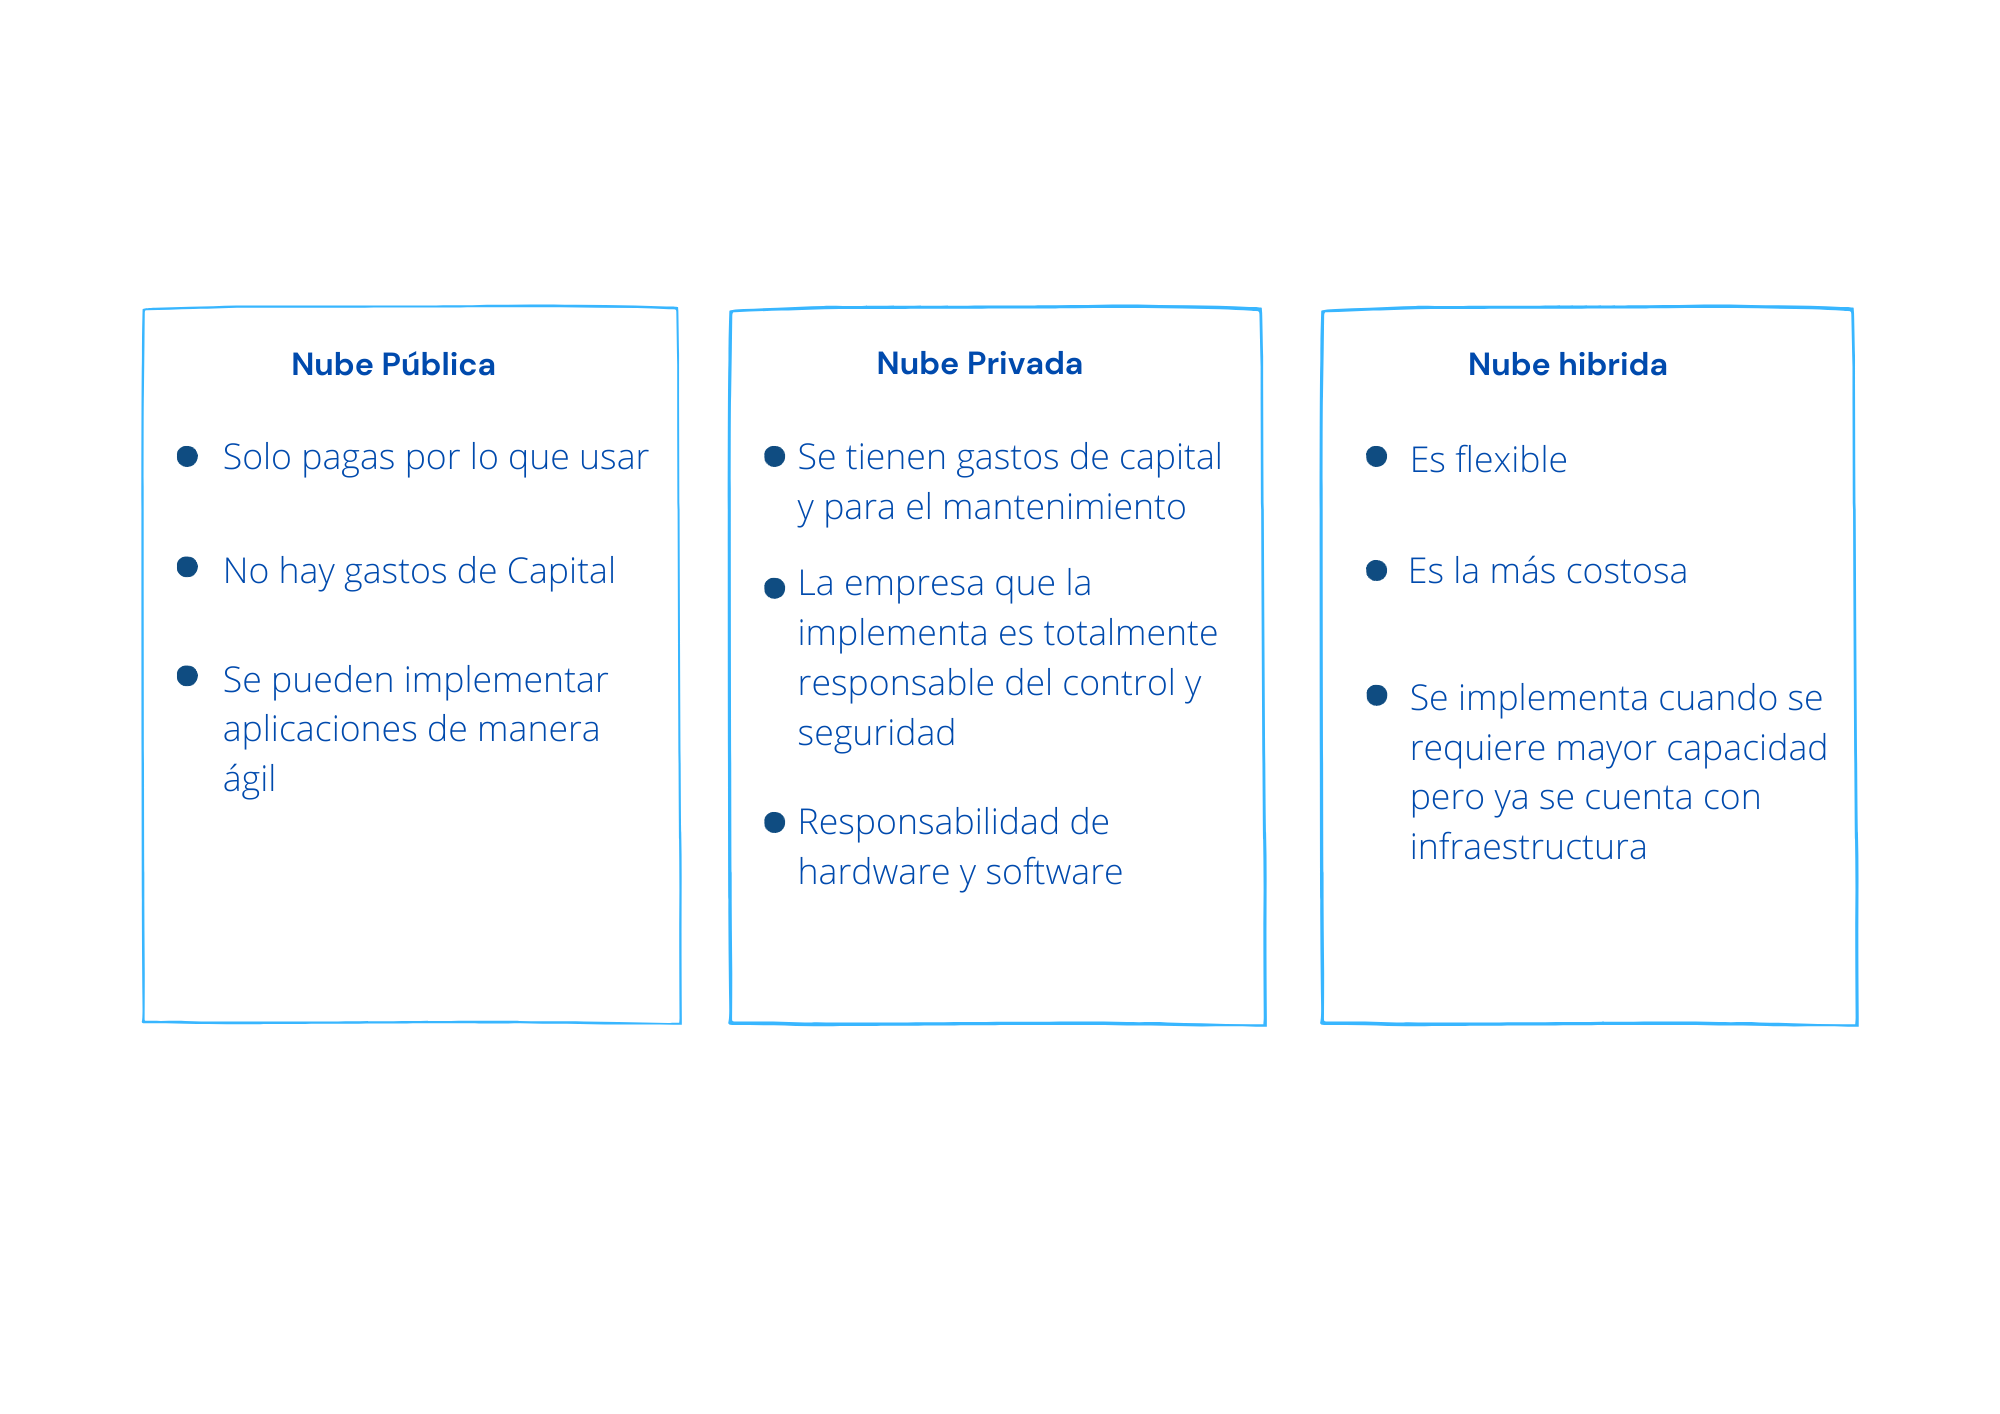 Nube Pública
Solo pagas por lo que usar
No hay gastos de Capital
Se pueden implementar
aplicaciones de manera
ágil
Nube Privada
Se tienen gastos de capital
y para el mantenimiento
La empresa que la
implementa es totalmente
responsable del control y
seguridad
Responsabilidad de
hardware y software
Nube hibrida
Es flexible
Es la más costosa
Se implementa cuando se
requiere mayor capacidad
pero ya se cuenta con
infraestructura